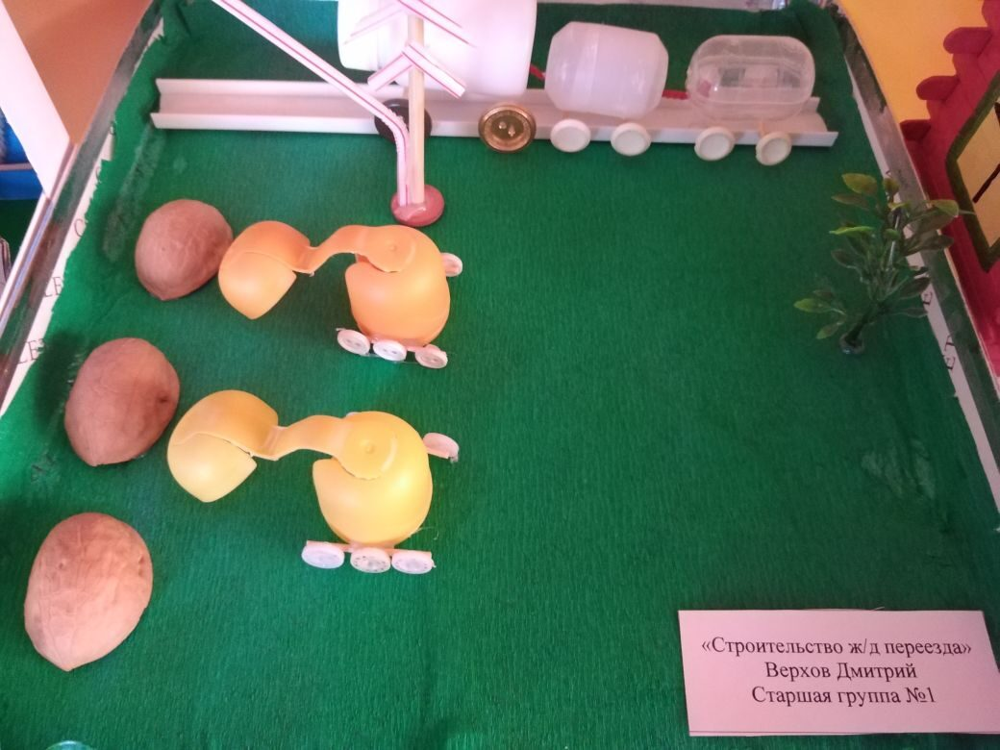 «Строительство ж/д переезда»
Верхов Дмитрий
Старшая группа №1